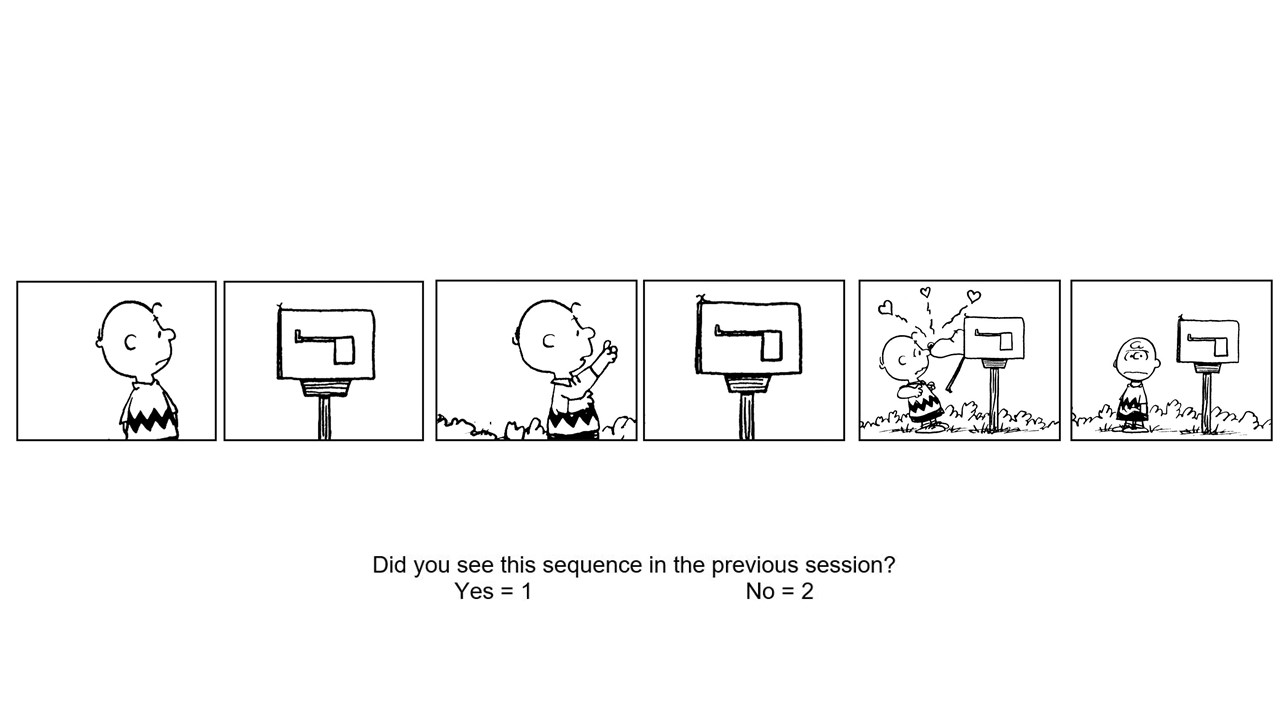 Did you see this sequence in the previous session?
Yes = 1 No = 2